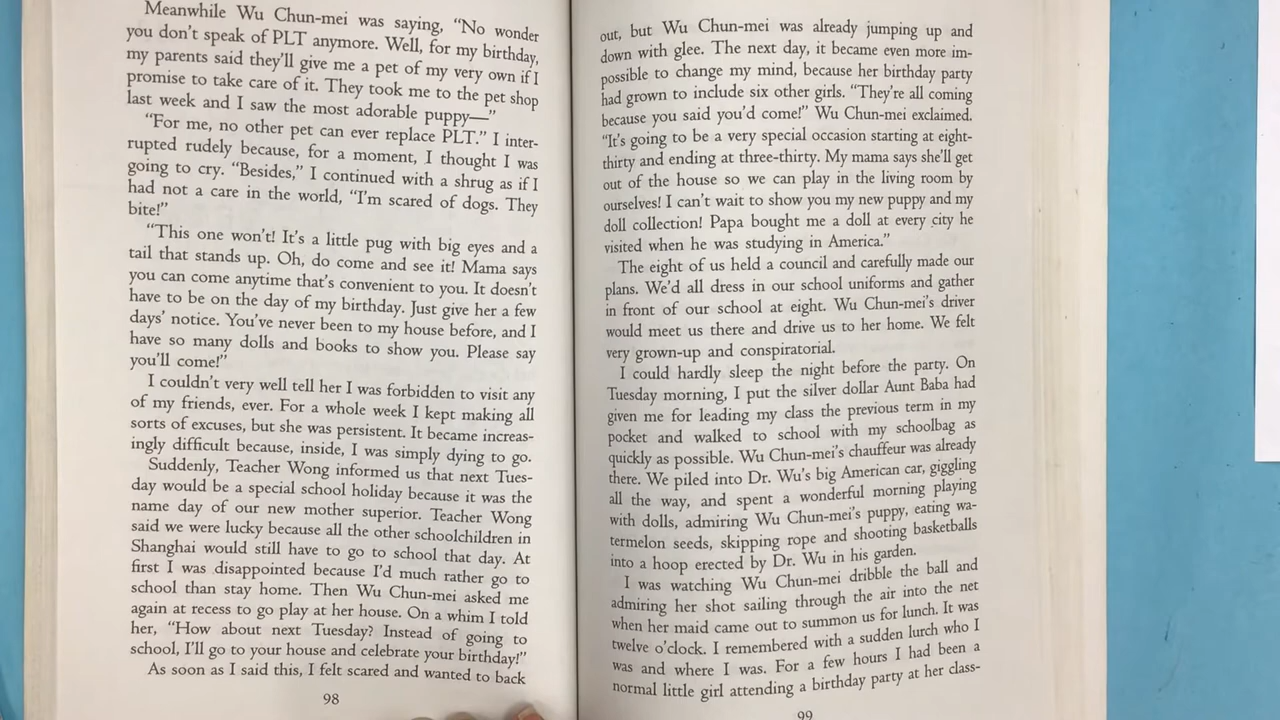 Meanwhile Wu Chun-mei was saying, “No wonder
you don’t speak of PLT anymore. Well, for my birthday,
my parents said they’ll give me a pet of my very own if I
promise to take care of it. They took me to the pet shop
last week and I saw the most adorable puppy—”
“For me, no other pet can ever replace PLT.” I inter-
rupted rudely because, for a moment, I thought I was
going to cry. “Besides,” I continued with a shrug as if I
had not a care in the world, “I’m scared of dogs. They
bite!”
“This one won’t! It’s a little pug with big eyes and a
tail that stands up. Oh, do come and see it! Mama says
you can come anytime that’s convenient to you. It doesn’t
have to be on the day of my birthday. Just give her a few
days’ notice. You’ve never been to my house before, and I
have so many dolls and books to show you. Please say
you’ll come!”
I couldn’t very well tell her I was forbidden to visit any
of my friends, ever. For a whole week I kept making all
sorts of excuses, but she was persistent. It became increas-
ingly difficult because, inside, I was simply dying to go.
Suddenly, Teacher Wong informed us that next Tues-
day would be a special school holiday because it was the
name day of our new mother superior. Teacher Wong
said we were lucky because all the other schoolchildren in
Shanghai would still have to go to school that day. At
first I was disappointed because I’d much rather go to
school than stay home. Then Wu Chun-mei asked me
again at recess to go play at her house. On a whim I told
her, “How about next Tuesday? Instead of going to
school, I’ll go to your house and celebrate your birthday!”
As soon as I said this, I felt scared and wanted to back
98
out, but Wu Chun-mei was already jumping up and
down with glee. The next day, it became even more im-
possible to change my mind, because her birthday party
had grown to include six other girls. “They’re all coming
because you said you’d come!” Wu Chun-mei exclaimed.
“It’s going to be a very special occasion starting at eight-
thirty and ending at three-thirty. My mama says she’ll get
out of the house so we can play in the living room by
ourselves! I can’t wait to show you my new puppy and my
doll collection! Papa bought me a doll at every city he
visited when he was studying in America.”
The eight of us held a council and carefully made our
plans. We’d all dress in our school uniforms and gather
in front of our school at eight. Wu Chun-mei’s driver
would meet us there and drive us to her home. We felt
very grown-up and conspiratorial.
I could hardly sleep the night before the party. On
Tuesday morning, I put the silver dollar Aunt Baba had
given me for leading my class the previous term in my
pocket and walked to school with my schoolbag as
quickly as possible. Wu Chun-mei’s chauffeur was already
there. We piled into Dr. Wu’s big American car, giggling
all the way, and spent a wonderful morning playing
with dolls, admiring Wu Chun-mei’s puppy, eating wa-
termelon seeds, skipping rope and shooting basketballs
into a hoop erected by Dr. Wu in his garden.
I was watching Wu Chun-mei dribble the ball and
admiring her shot sailing through the air into the net
when her maid came out to summon us for lunch. It was
twelve o’clock. I remembered with a sudden lurch who I
was and where I was. For a few hours I had been a
normal little girl attending a birthday party at her class-
99